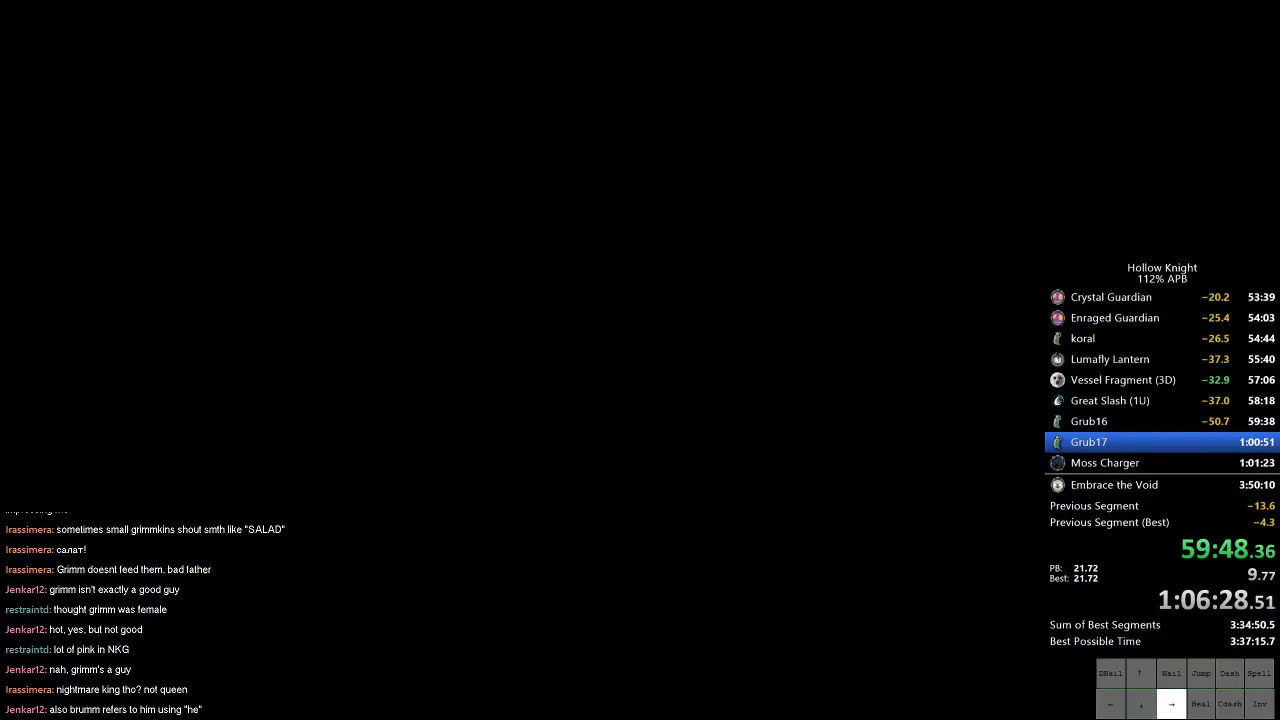 Hollow Knight
112% APB
Crystal Guardian −20.2 53:39
Enraged Guardian −25.4 54:03
koral −26.5 54:44
Lumafly Lantern −37.3 55:40
Vessel Fragment (3D) −32.9 57:06
Great Slash (1U) −37.0 58:18
Grub16 −50.7 59:38
Grub17 1:00:51
Moss Charger 1:01:23
Embrace the Void 3:50:10
Previous Segment −13.6
Previous Segment (Best) −4.3
59:48.36
PB: 21.72
Best: 21.72
9.77
1:06:28.51
Sum of Best Segments 3:34:50.5
Best Possible Time 3:37:15.7
DNail ↑ Nail Jump Dash Spell
← ↓ → Heal Cdash Inv
Irassimera: sometimes small grimmkins shout smth like "SALAD"
Irassimera: салат!
Irassimera: Grimm doesnt feed them. bad father
Jenkar12: grimm isn't exactly a good guy
restraintd: thought grimm was female
Jenkar12: hot, yes, but not good
restraintd: lot of pink in NKG
Jenkar12: nah, grimm's a guy
Irassimera: nightmare king tho? not queen
Jenkar12: also brumm refers to him using "he"